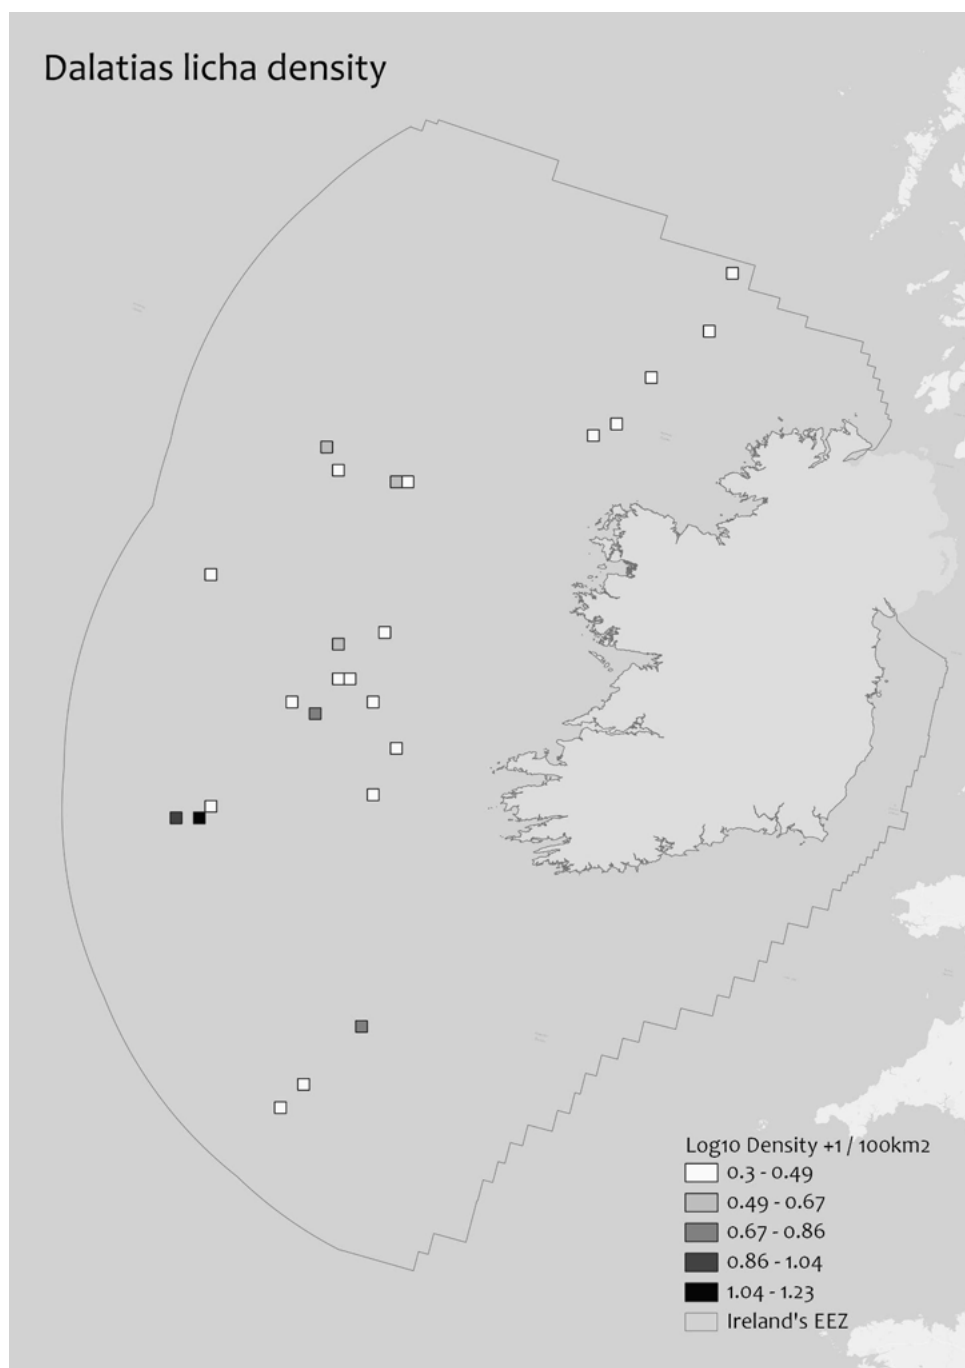 Dalatias licha density
Log10 Density +1 / 100km2
0.3 - 0.49
0.49 - 0.67
0.67 - 0.86
0.86 - 1.04
1.04 - 1.23
Ireland's EEZ